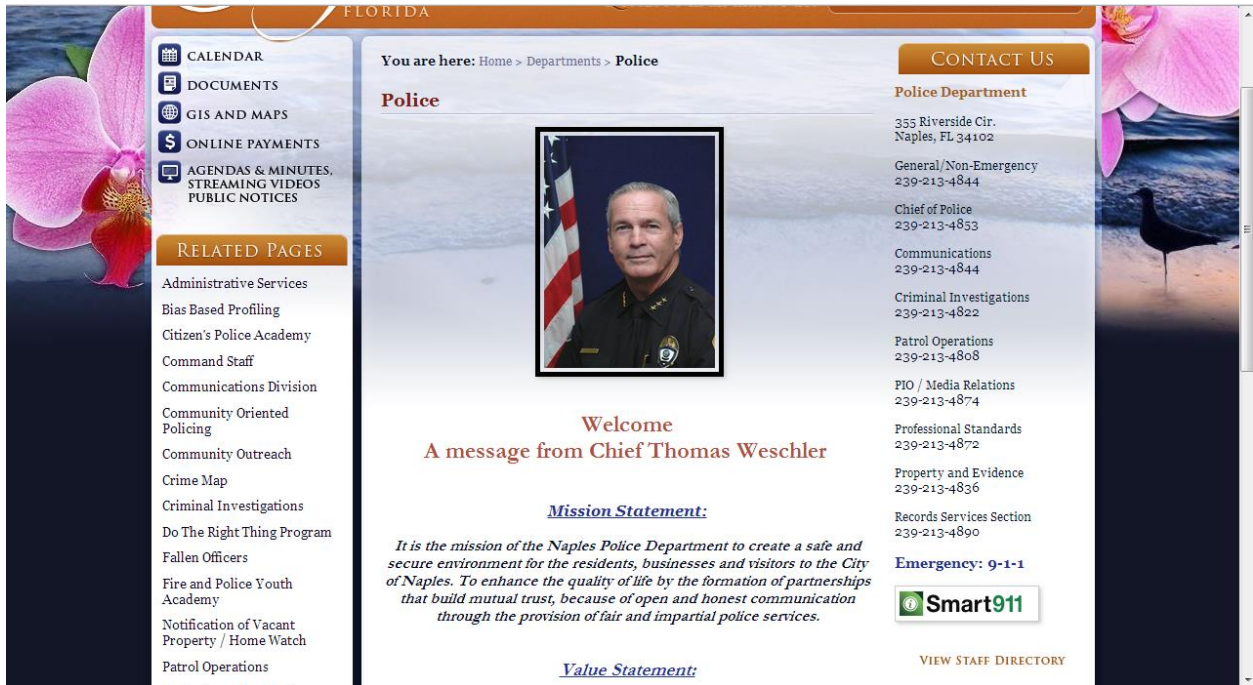 FLORIDA
CALENDAR
DOCUMENTS
GIS AND MAPS
ONLINE PAYMENTS
AGENDAS & MINUTES,
STREAMING VIDEOS
PUBLIC NOTICES
RELATED PAGES
Administrative Services
Bias Based Profiling
Citizen's Police Academy
Command Staff
Communications Division
Community Oriented
Policing
Community Outreach
Crime Map
Criminal Investigations
Do The Right Thing Program
Fallen Officers
Fire and Police Youth
Academy
Notification of Vacant
Property / Home Watch
Patrol Operations
You are here: Home > Departments > Police
Police
Welcome
A message from Chief Thomas Weschler
Mission Statement:
It is the mission of the Naples Police Department to create a safe and
secure environment for the residents, businesses and visitors to the City
of Naples. To enhance the quality of life by the formation of partnerships
that build mutual trust, because of open and honest communication
through the provision of fair and impartial police services.
Value Statement:
CONTACT US
Police Department
355 Riverside Cir.
Naples, FL 34102
General/Non-Emergency
239-213-4844
Chief of Police
239-213-4853
Communications
239-213-4844
Criminal Investigations
239-213-4822
Patrol Operations
239-213-4808
PIO / Media Relations
239-213-4874
Professional Standards
239-213-4872
Property and Evidence
239-213-4836
Records Services Section
239-213-4890
Emergency: 9-1-1
Smart911
VIEW STAFF DIRECTORY